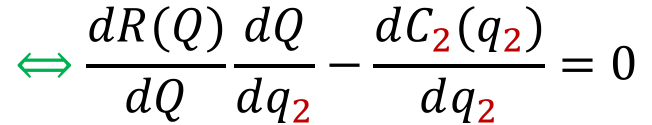 ⟺ dR(Q)/dQ dQ/dq₂ − dC₂(q₂)/dq₂ = 0